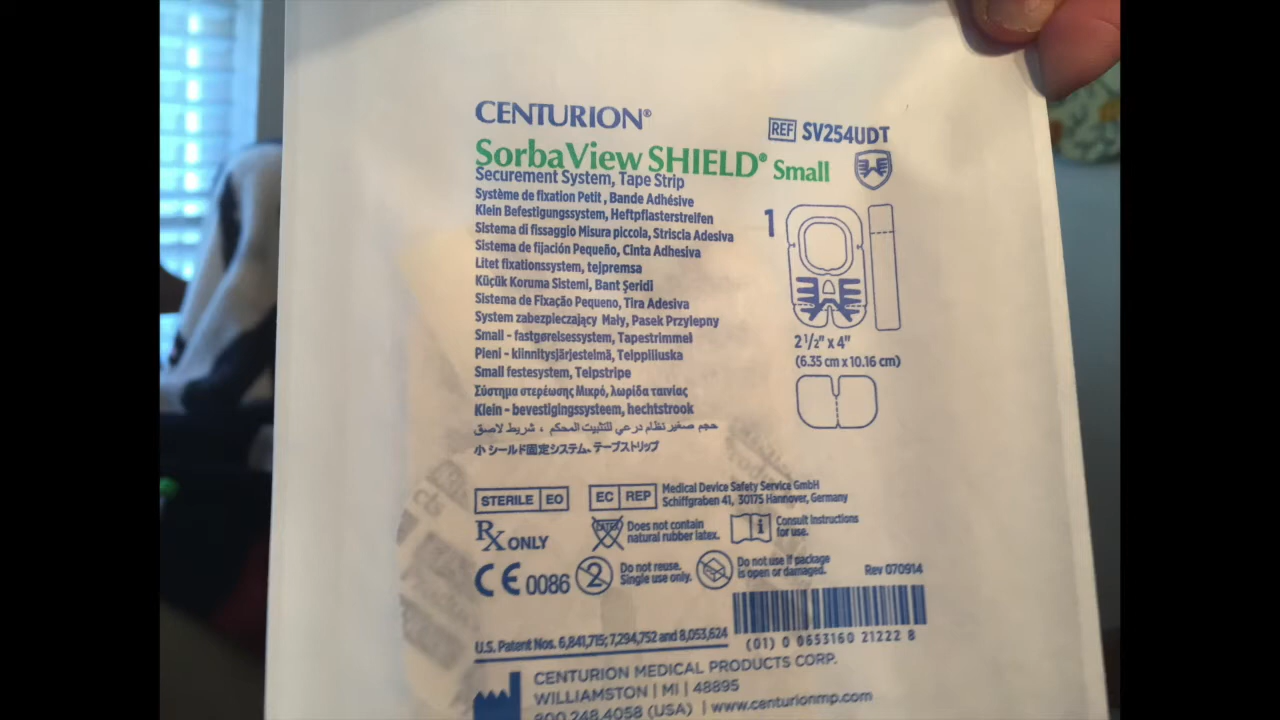 CENTURION®
REF SV254UDT
SorbaView SHIELD® Small
Securement System, Tape Strip
Système de fixation Petit , Bande Adhésive
Klein Befestigungssystem, Heftpflasterstreifen
Sistema di fissaggio Misura piccola, Striscia Adesiva
Sistema de fijación Pequeño, Cinta Adhesiva
Litet fixationssystem, tejpremsa
Küçük Koruma Sistemi, Bant Şeridi
Sistema de Fixação Pequeno, Tira Adesiva
System zabezpieczający Mały, Pasek Przylepny
Small - fastgørelsessystem, Tapestrimmel
Pieni - kiinnitysjärjestelmä, Teippiliuska
Small festesystem, Teipstripe
Σύστημα στερέωσης Μικρό, λωρίδα ταινίας
Klein - bevestigingssysteem, hechtstrook
حجم صغير نظام درعي للتثبيت المحكم ، شريط لاصق
小 シールド固定システム、テープストリップ
1
2 1/2" x 4"
(6.35 cm x 10.16 cm)
STERILE EO
EC REP
Medical Device Safety Service GmbH
Schiffgraben 41, 30175 Hannover, Germany
Rx ONLY
LATEX
Does not contain
natural rubber latex.
i
Consult Instructions
for use.
CE 0086
2
Do not reuse.
Single use only.
Do not use if package
is open or damaged.
Rev 070914
U.S. Patent Nos. 6,841,715; 7,294,752 and 8,053,624
(01) 0 0653160 21222 8
CENTURION MEDICAL PRODUCTS CORP.
WILLIAMSTON | MI | 48895
800.248.4058 (USA) | www.centurionmp.com